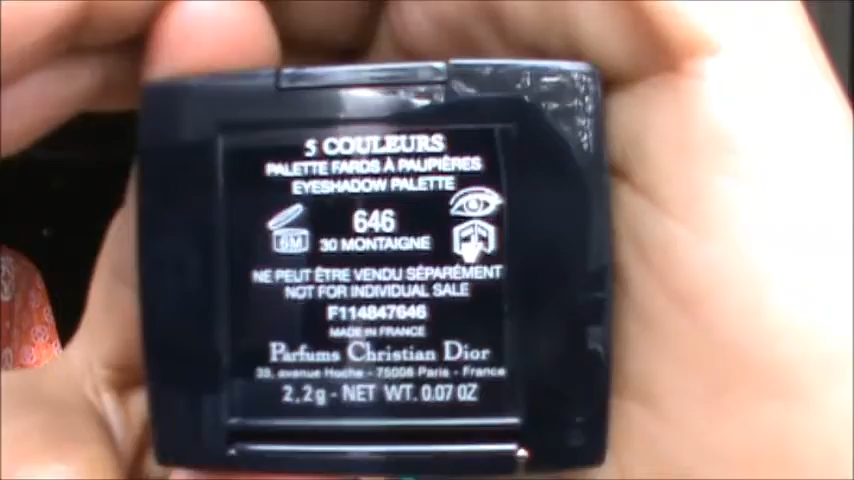 5 COULEURS
PALETTE FARDS À PAUPIÈRES
EYESHADOW PALETTE
646
6M
30 MONTAIGNE
NE PEUT ÊTRE VENDU SÉPARÉMENT
NOT FOR INDIVIDUAL SALE
F114847646
MADE IN FRANCE
Parfums Christian Dior
33, avenue Hoche - 75008 Paris - France
2,2g - NET WT. 0.07 OZ